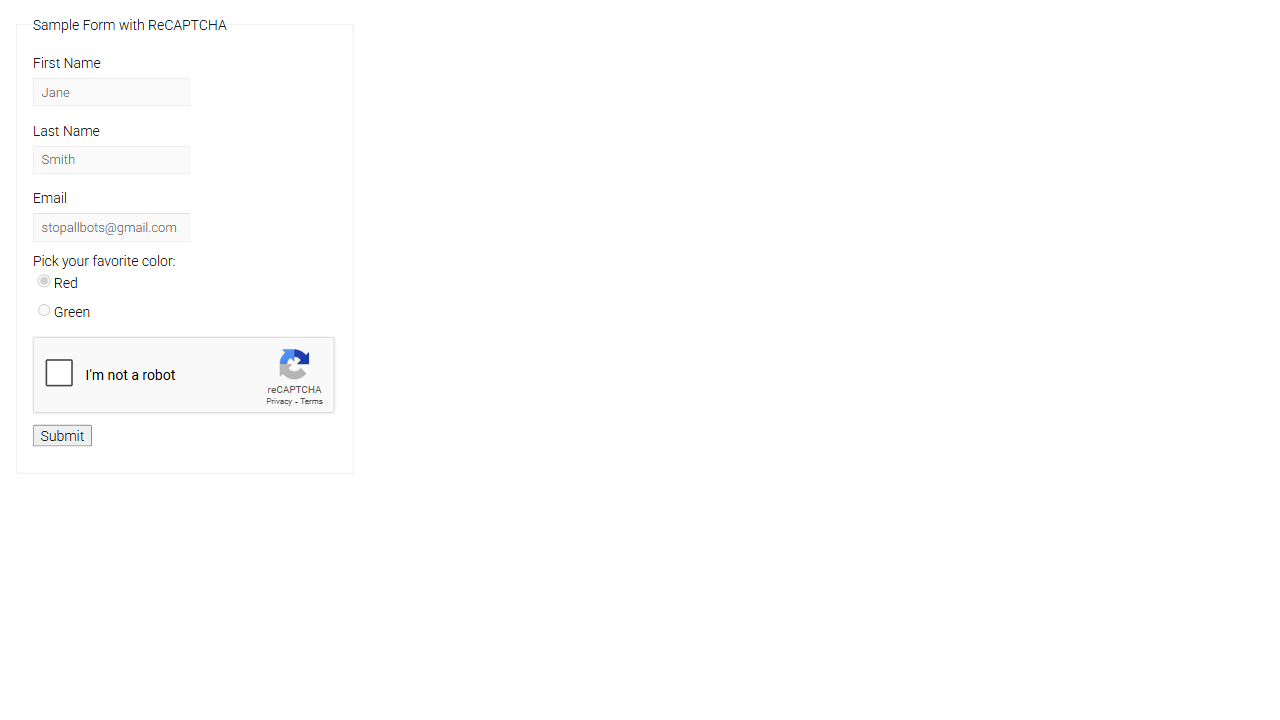 Sample Form with ReCAPTCHA
First Name
Jane
Last Name
Smith
Email
stopallbots@gmail.com
Pick your favorite color:
Red
Green
I'm not a robot
reCAPTCHA
Privacy - Terms
Submit